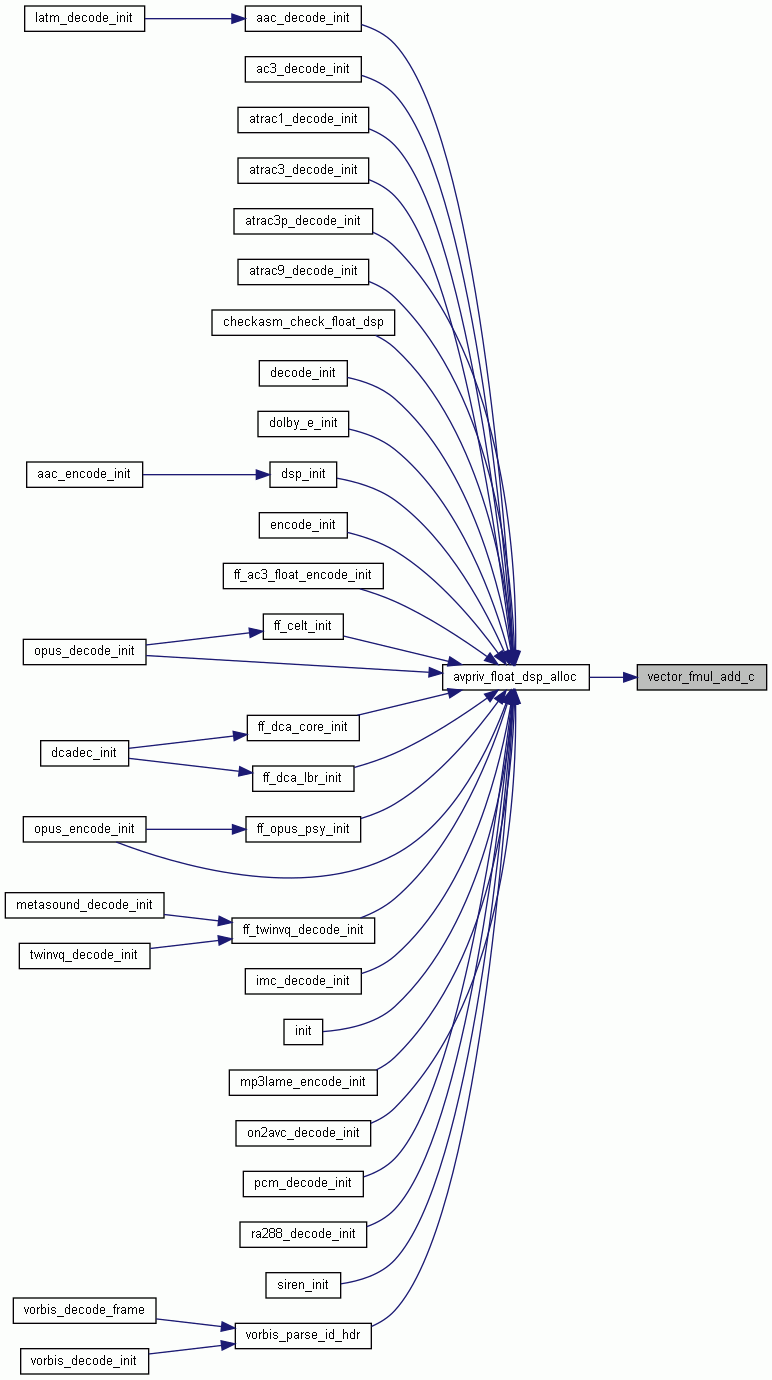 latm_decode_init
aac_decode_init
ac3_decode_init
atrac1_decode_init
atrac3_decode_init
atrac3p_decode_init
atrac9_decode_init
checkasm_check_float_dsp
decode_init
dolby_e_init
aac_encode_init
dsp_init
encode_init
ff_ac3_float_encode_init
ff_celt_init
opus_decode_init
avpriv_float_dsp_alloc
vector_fmul_add_c
ff_dca_core_init
dcadec_init
ff_dca_lbr_init
opus_encode_init
ff_opus_psy_init
metasound_decode_init
ff_twinvq_decode_init
twinvq_decode_init
imc_decode_init
init
mp3lame_encode_init
on2avc_decode_init
pcm_decode_init
ra288_decode_init
siren_init
vorbis_decode_frame
vorbis_parse_id_hdr
vorbis_decode_init